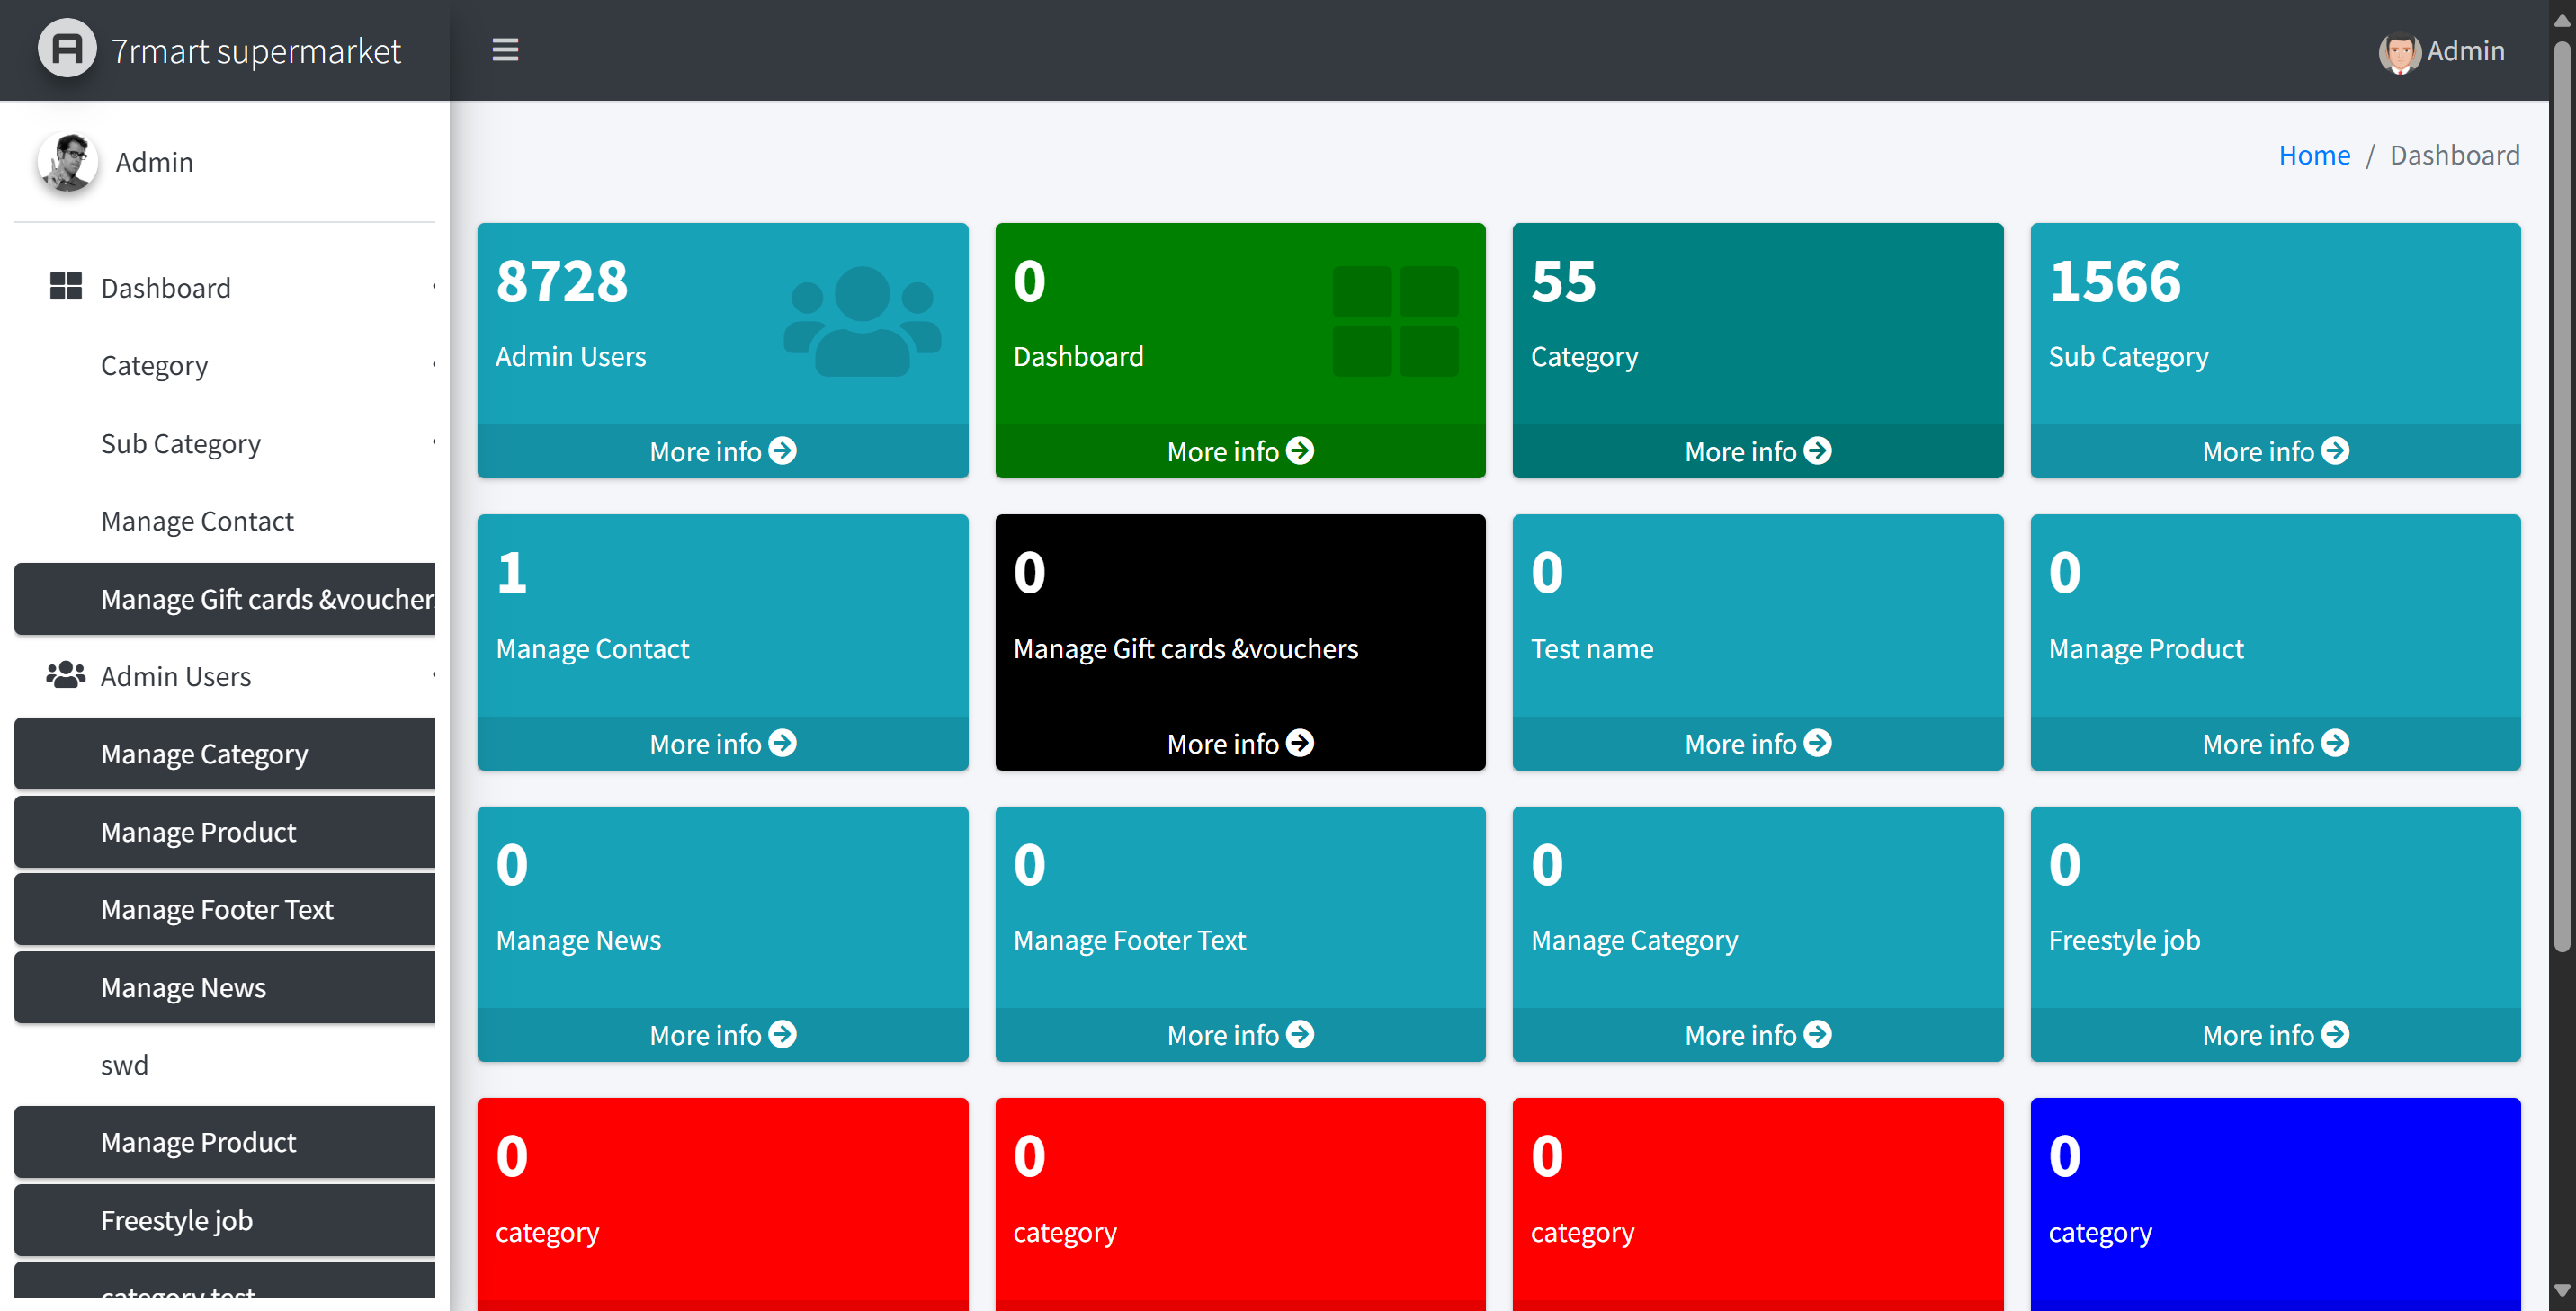 7rmart supermarket
Admin
Admin
Home / Dashboard
Dashboard
Category
Sub Category
Manage Contact
Manage Gift cards &voucher
Admin Users
Manage Category
Manage Product
Manage Footer Text
Manage News
swd
Manage Product
Freestyle job
category test
8728
Admin Users
More info
0
Dashboard
More info
55
Category
More info
1566
Sub Category
More info
1
Manage Contact
More info
0
Manage Gift cards &vouchers
More info
0
Test name
More info
0
Manage Product
More info
0
Manage News
More info
0
Manage Footer Text
More info
0
Manage Category
More info
0
Freestyle job
More info
0
category
0
category
0
category
0
category